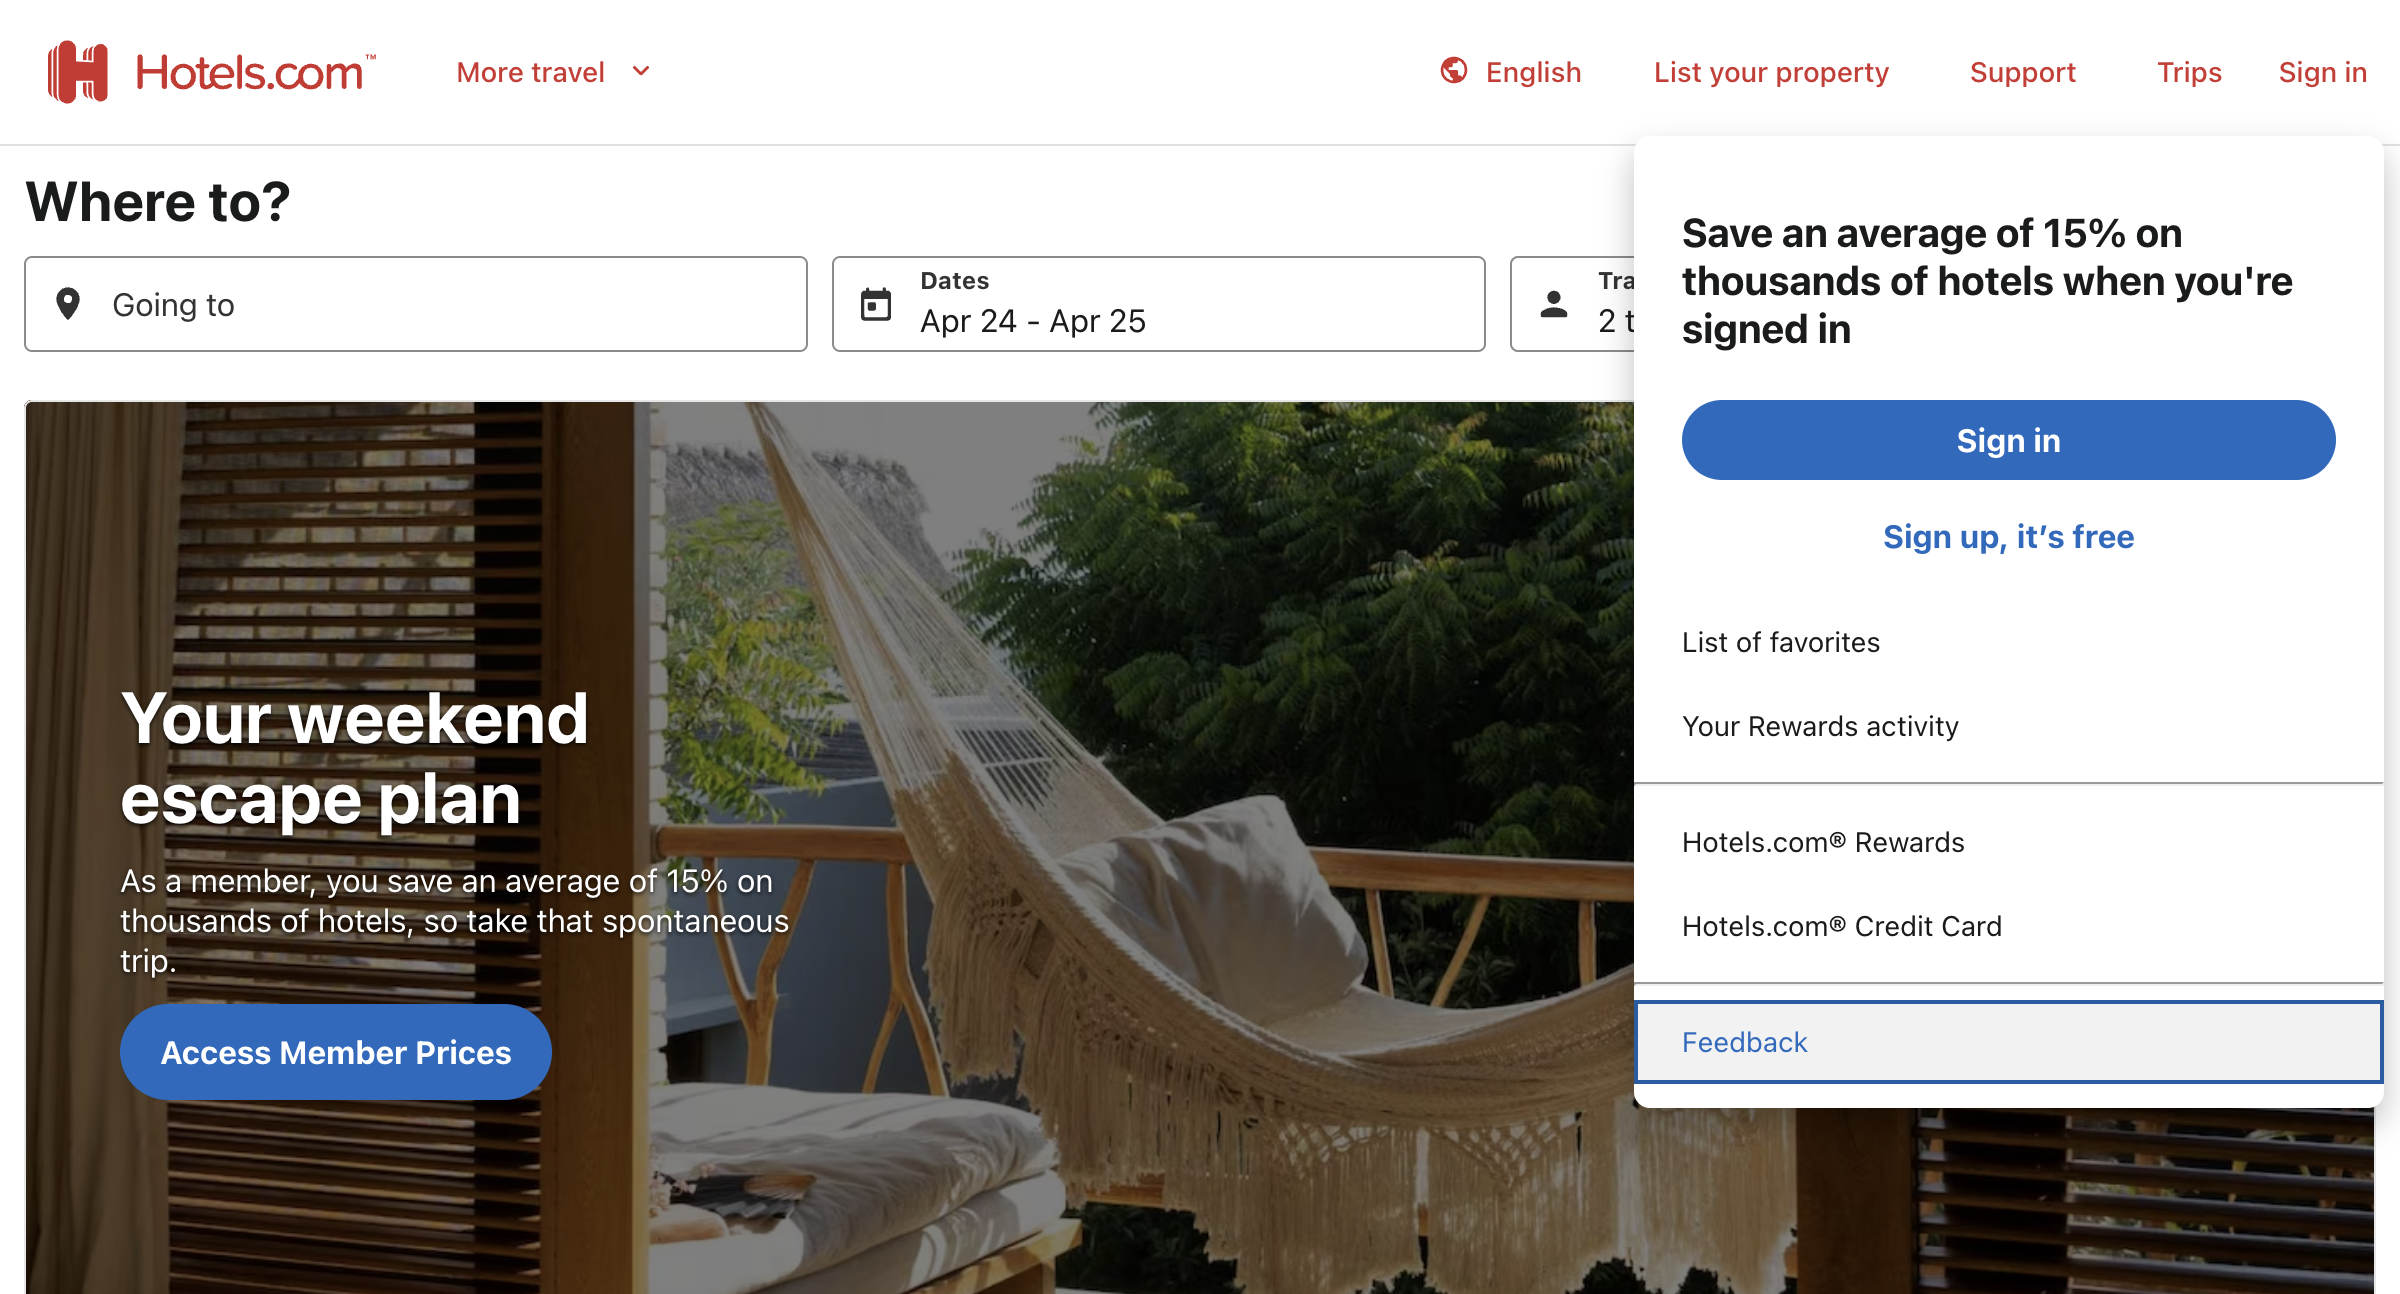 Hotels.com™
More travel
English
List your property
Support
Trips
Sign in
Where to?
Going to
Dates
Apr 24 - Apr 25
2
Save an average of 15% on
thousands of hotels when you're
signed in
Sign in
Sign up, it’s free
List of favorites
Your Rewards activity
Hotels.com® Rewards
Hotels.com® Credit Card
Feedback
Your weekend
escape plan
As a member, you save an average of 15% on
thousands of hotels, so take that spontaneous
trip.
Access Member Prices